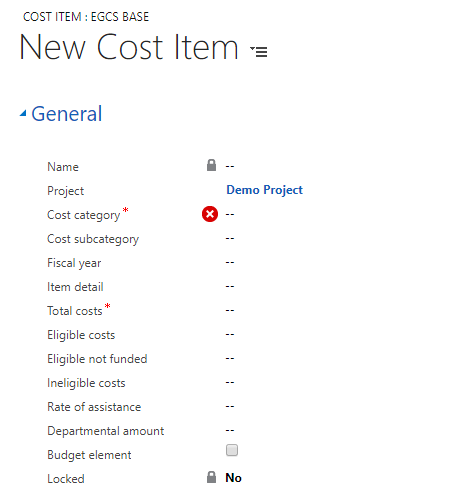 COST ITEM : EGCS BASE
New Cost Item
General
Name --
Project Demo Project
Cost category* --
Cost subcategory --
Fiscal year --
Item detail --
Total costs* --
Eligible costs --
Eligible not funded --
Ineligible costs --
Rate of assistance --
Departmental amount --
Budget element
Locked No